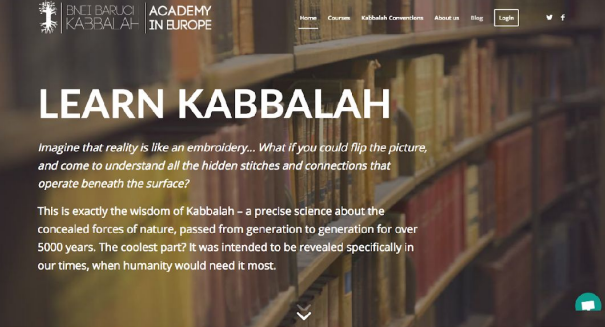 BNEI BARUCH
KABBALAH
ACADEMY
IN EUROPE
Home Courses Kabbalah Conventions About us Blog Login
LEARN KABBALAH
Imagine that reality is like an embroidery... What if you could flip the picture,
and come to understand all the hidden stitches and connections that
operate beneath the surface?
This is exactly the wisdom of Kabbalah – a precise science about the
concealed forces of nature, passed from generation to generation for over
5000 years. The coolest part? It was intended to be revealed specifically in
our times, when humanity would need it most.